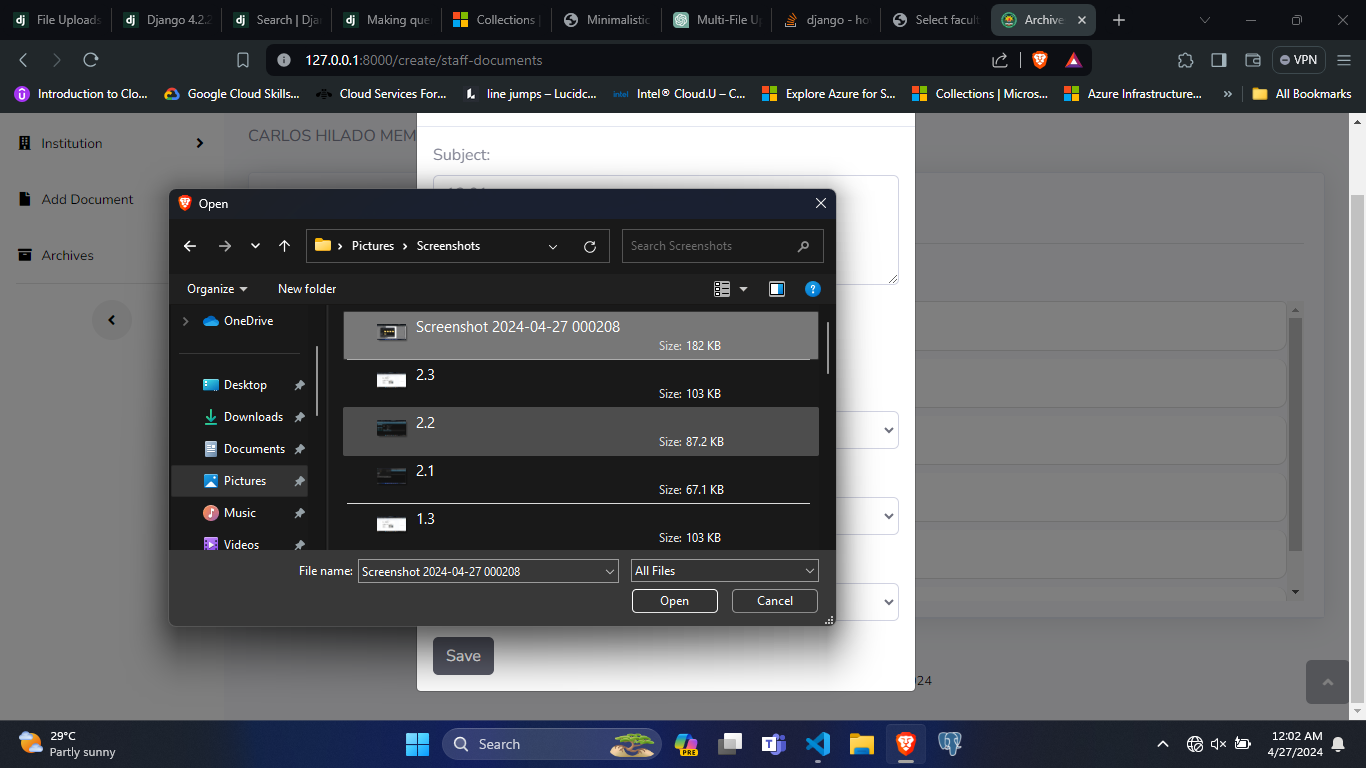 File Uploads
Django 4.2.2
Search | Djan
Making que
Collections |
Minimalistic
Multi-File Up
django - ho
Select facult
Archive
127.0.0.1:8000/create/staff-documents
VPN
Introduction to Clo...
Google Cloud Skills...
Cloud Services For...
line jumps – Lucidc...
Intel® Cloud.U – C...
Explore Azure for S...
Collections | Micros...
Azure Infrastructure...
»
All Bookmarks
Institution
CARLOS HILADO MEM
Subject:
Add Document
Archives
Open
Pictures
Screenshots
Search Screenshots
Organize
New folder
OneDrive
Desktop
Downloads
Documents
Pictures
Music
Videos
Screenshot 2024-04-27 000208
Size: 182 KB
2.3
Size: 103 KB
2.2
Size: 87.2 KB
2.1
Size: 67.1 KB
1.3
Size: 103 KB
File name:
Screenshot 2024-04-27 000208
All Files
Open
Cancel
Save
24
29°C
Partly sunny
Search
PRE
12:02 AM
4/27/2024